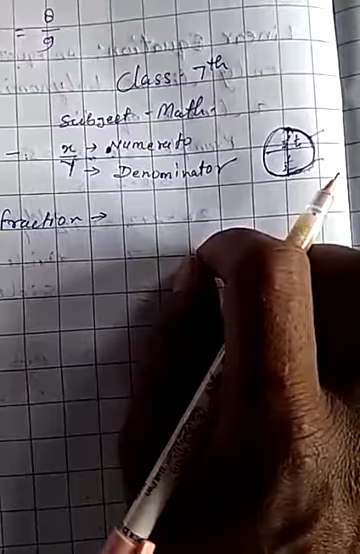 = 8/9
Class: 7th
Subject - Math
x → Numerato
y → Denominator
fraction →